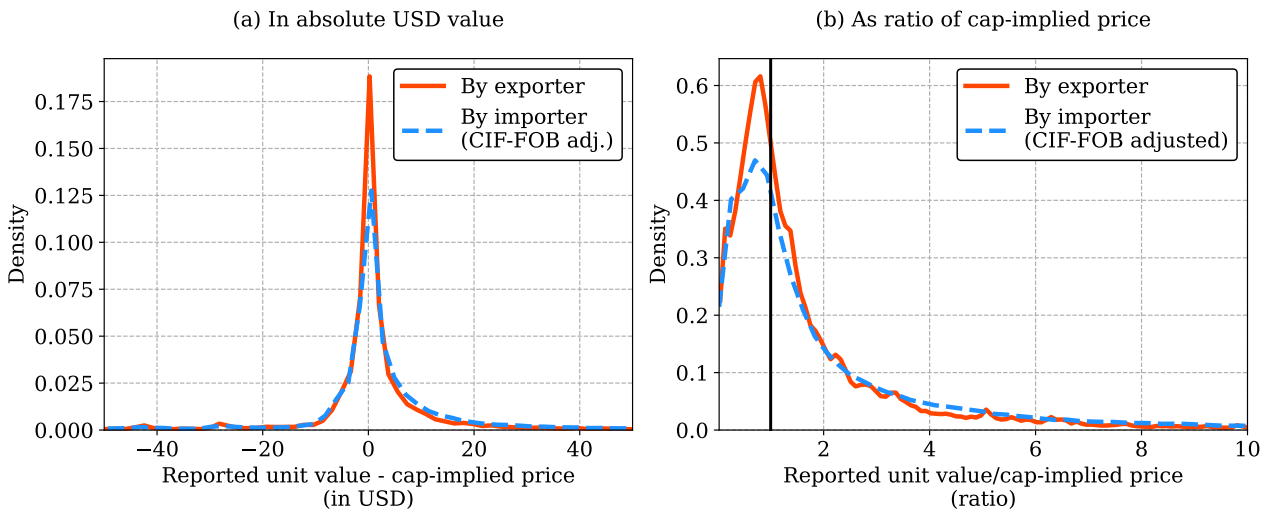 (a) In absolute USD value
By exporter
By importer
(CIF-FOB adj.)
Density
0.175
0.150
0.125
0.100
0.075
0.050
0.025
0.000
−40
−20
0
20
40
Reported unit value - cap-implied price
(in USD)
(b) As ratio of cap-implied price
By exporter
By importer
(CIF-FOB adjusted)
Density
0.6
0.5
0.4
0.3
0.2
0.1
0.0
2
4
6
8
10
Reported unit value/cap-implied price
(ratio)